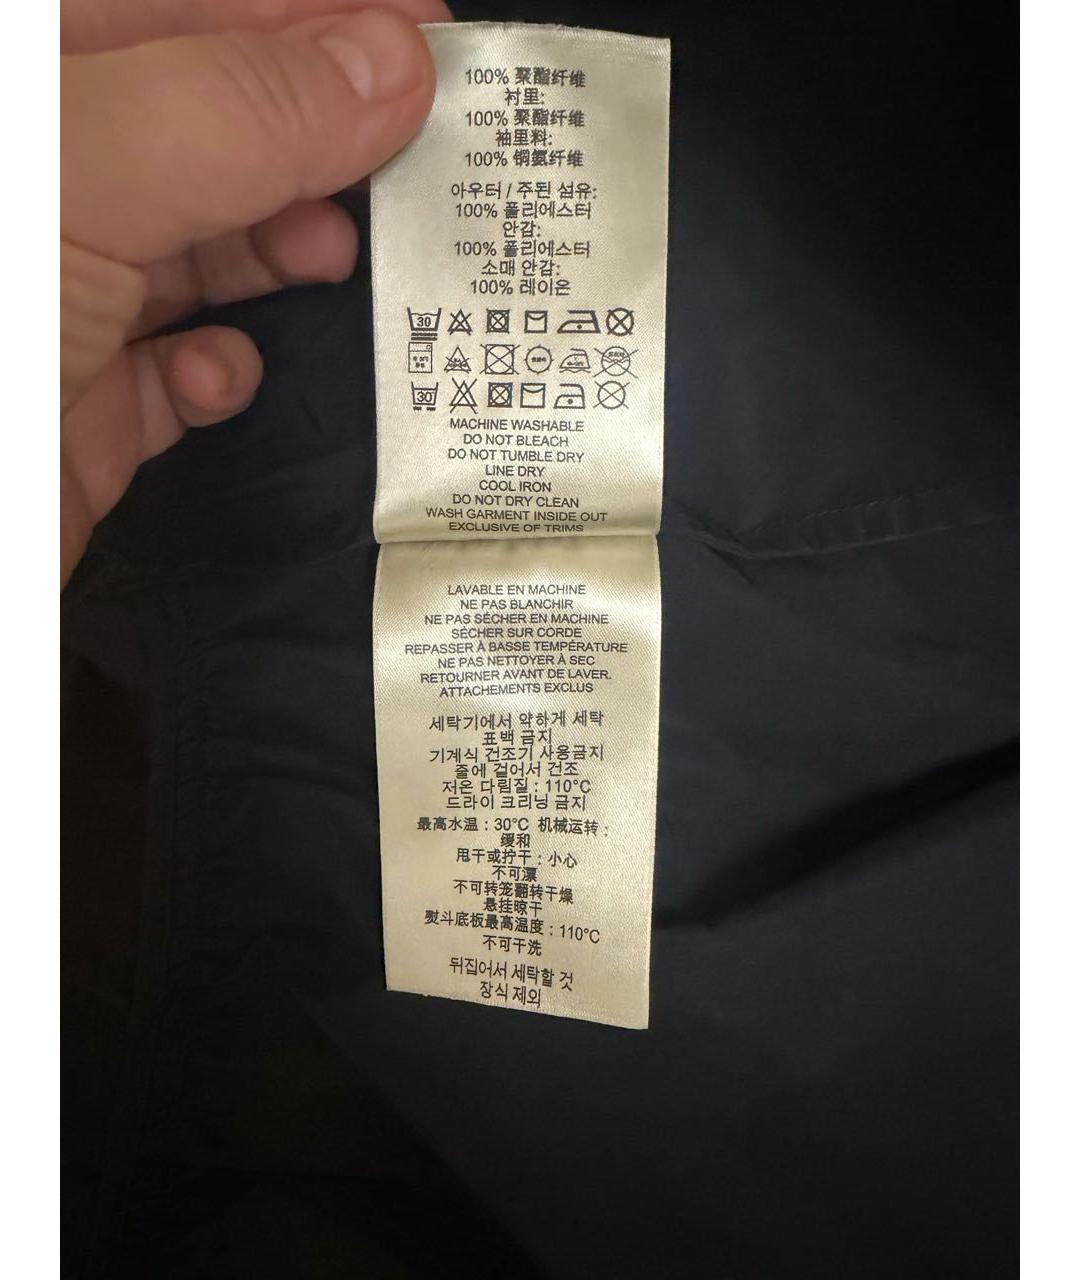 100% 聚酯纤维
衬里:
100% 聚酯纤维
袖里料:
100% 铜氨纤维
아우터 / 주된 섬유:
100% 폴리에스터
안감:
100% 폴리에스터
소매 안감:
100% 레이온
30
30
MACHINE WASHABLE
DO NOT BLEACH
DO NOT TUMBLE DRY
LINE DRY
COOL IRON
DO NOT DRY CLEAN
WASH GARMENT INSIDE OUT
EXCLUSIVE OF TRIMS
LAVABLE EN MACHINE
NE PAS BLANCHIR
NE PAS SÉCHER EN MACHINE
SÉCHER SUR CORDE
REPASSER À BASSE TEMPÉRATURE
NE PAS NETTOYER À SEC
RETOURNER AVANT DE LAVER.
ATTACHEMENTS EXCLUS
세탁기에서 약하게 세탁
표백 금지
기계식 건조기 사용금지
줄에 걸어서 건조
저온 다림질 : 110°C
드라이 크리닝 금지
最高水温 : 30°C 机械运转 :
缓和
甩干或拧干 : 小心
不可漂
不可转笼翻转干燥
悬挂晾干
熨斗底板最高温度 : 110°C
不可干洗
뒤집어서 세탁할 것
장식 제외